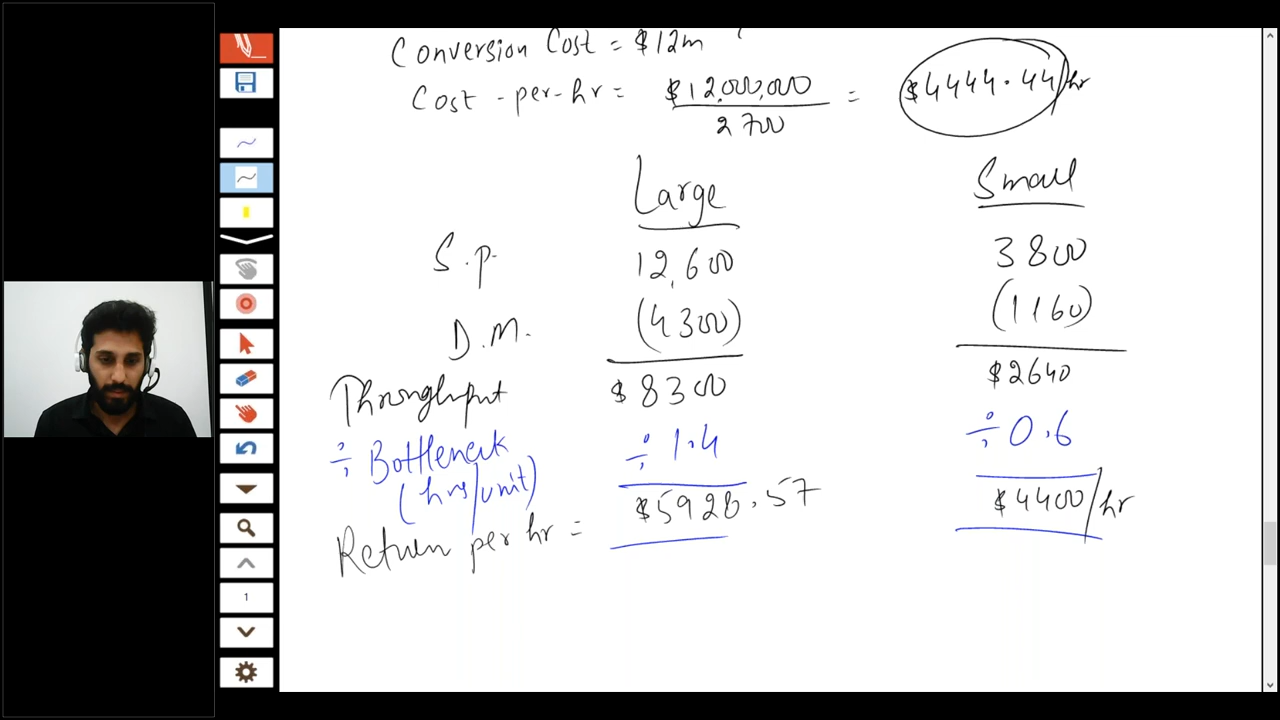 Conversion Cost = $12m
Cost-per-hr = $12,000,000 / 2700 = $4444.44/hr
Large Small
S.p. 12,600 3800
D.M. (4300) (1160)
Throughput $8300 $2640
÷ Bottleneck ÷ 1.4 ÷ 0.6
(hrs/unit)
Return per hr = $5928.57 $4400/hr
1